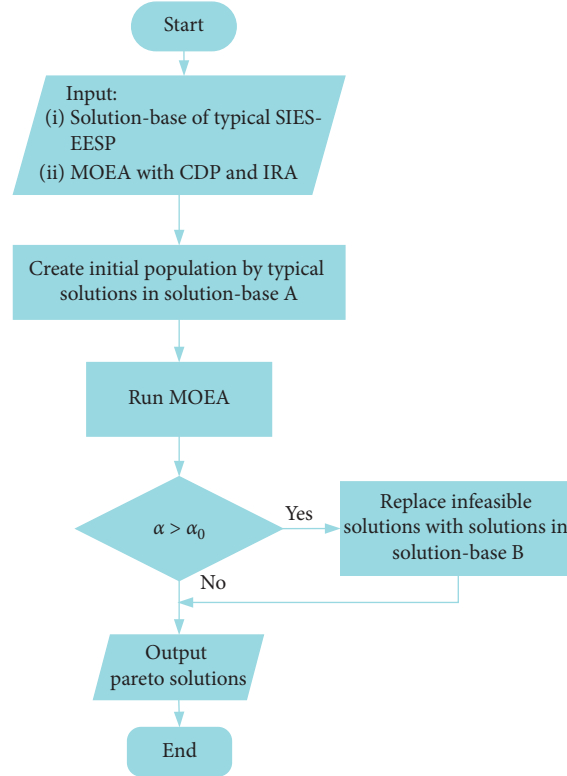 Start
Input:
(i) Solution-base of typical SIES-
EESP
(ii) MOEA with CDP and IRA
Create initial population by typical
solutions in solution-base A
Run MOEA
α > α₀
Yes
Replace infeasible
solutions with solutions in
solution-base B
No
Output
pareto solutions
End